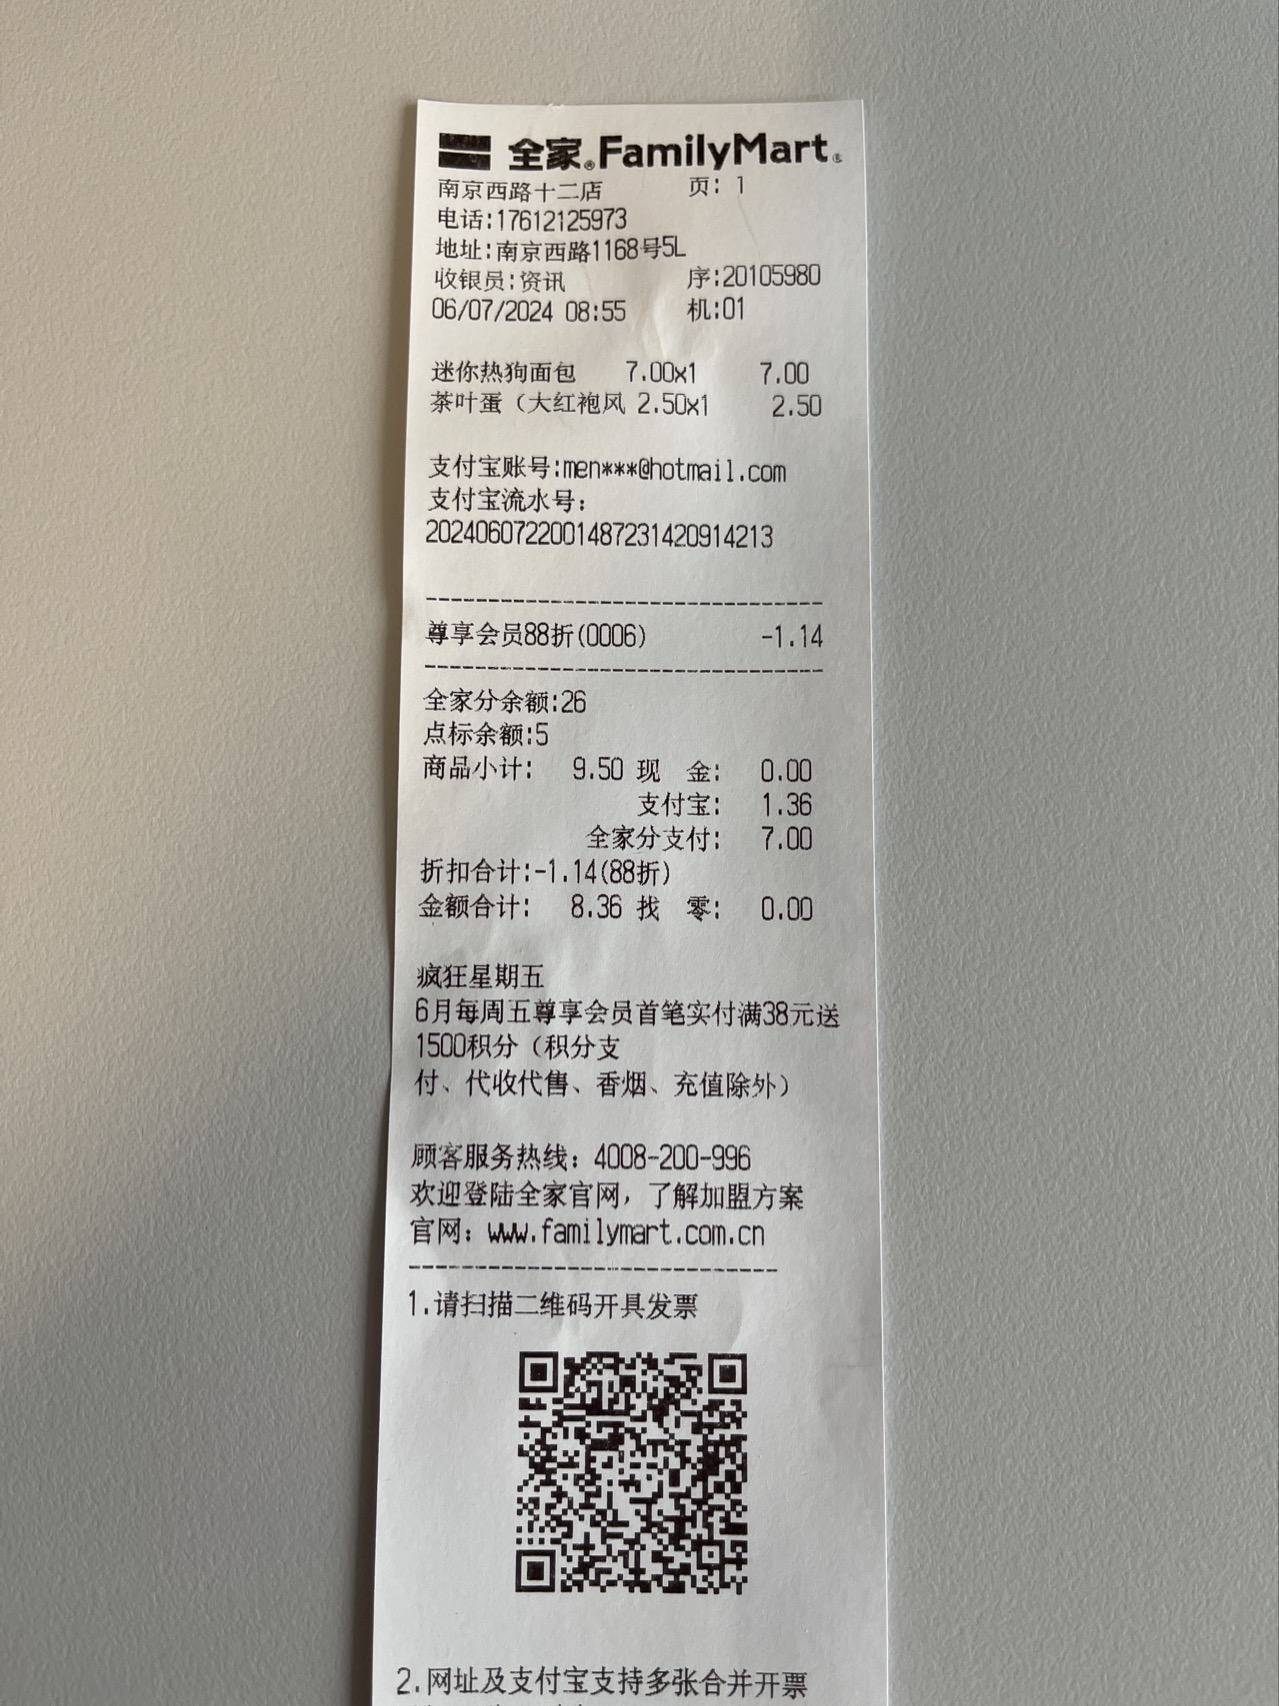 全家®FamilyMart®
南京西路十二店 页: 1
电话:17612125973
地址:南京西路1168号5L
收银员:资讯 序:20105980
06/07/2024 08:55 机:01
迷你热狗面包 7.00x1 7.00
茶叶蛋（大红袍风 2.50x1 2.50
支付宝账号:men***@hotmail.com
支付宝流水号:
2024060722001487231420914213
--------------------------------
尊享会员88折(0006) -1.14
--------------------------------
全家分余额:26
点标余额:5
商品小计: 9.50 现 金: 0.00
支付宝: 1.36
全家分支付: 7.00
折扣合计:-1.14(88折)
金额合计: 8.36 找 零: 0.00
疯狂星期五
6月每周五尊享会员首笔实付满38元送
1500积分（积分支
付、代收代售、香烟、充值除外）
顾客服务热线：4008-200-996
欢迎登陆全家官网，了解加盟方案
官网：www.familymart.com.cn
------------------------------
1.请扫描二维码开具发票
2.网址及支付宝支持多张合并开票